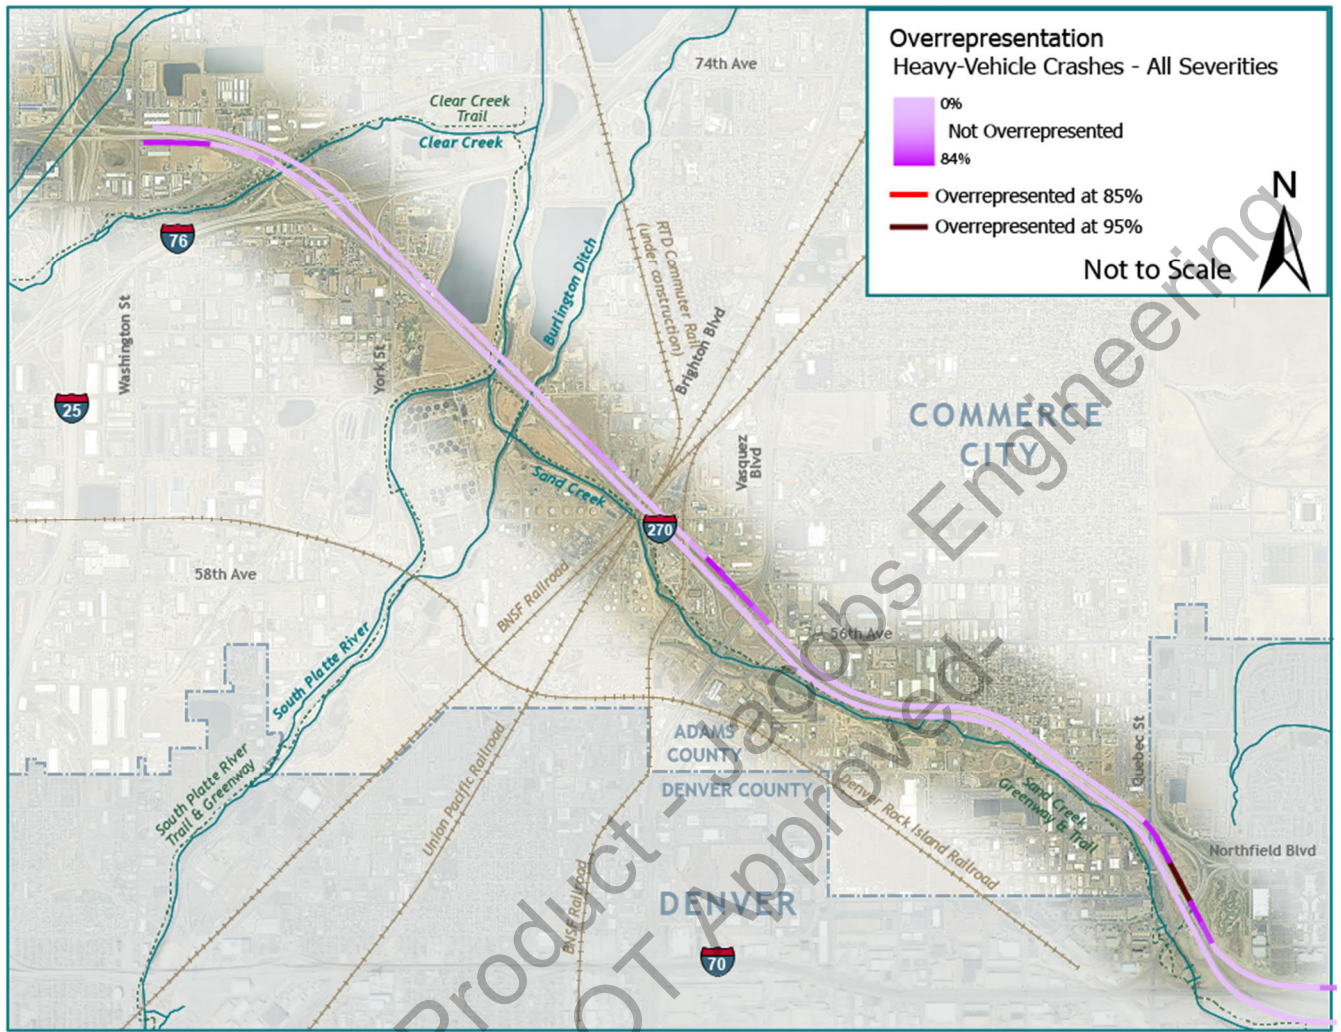 Overrepresentation
Heavy-Vehicle Crashes - All Severities
0%
Not Overrepresented
84%
Overrepresented at 85%
Overrepresented at 95%
N
Not to Scale
74th Ave
Clear Creek
Trail
Clear Creek
76
RTD Commuter Rail
(under construction)
Burlington Ditch
Brighton Blvd
Washington St
York St
25
COMMERCE
CITY
Vasquez
Blvd
Sand Creek
270
58th Ave
BNSF Railroad
56th Ave
South Platte River
ADAMS
COUNTY
DENVER COUNTY
Quebec St
South Platte River
Trail & Greenway
Union Pacific Railroad
Denver Rock Island Railroad
Sand Creek
Greenway & Trail
Northfield Blvd
BNSF Railroad
DENVER
70
Product - Jacobs Engineering
OT Approved-